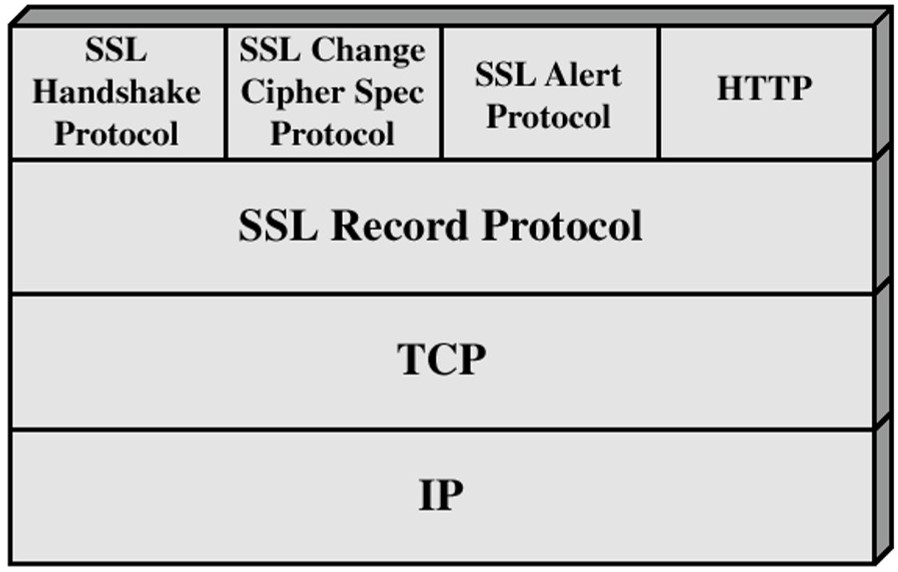 SSL
Handshake
Protocol
SSL Change
Cipher Spec
Protocol
SSL Alert
Protocol
HTTP
SSL Record Protocol
TCP
IP